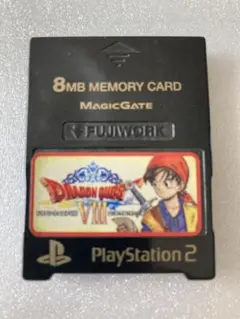 8MB MEMORY CARD
MAGICGATE
FUJIWORK
DRAGON QUEST
VIII
PlayStation 2